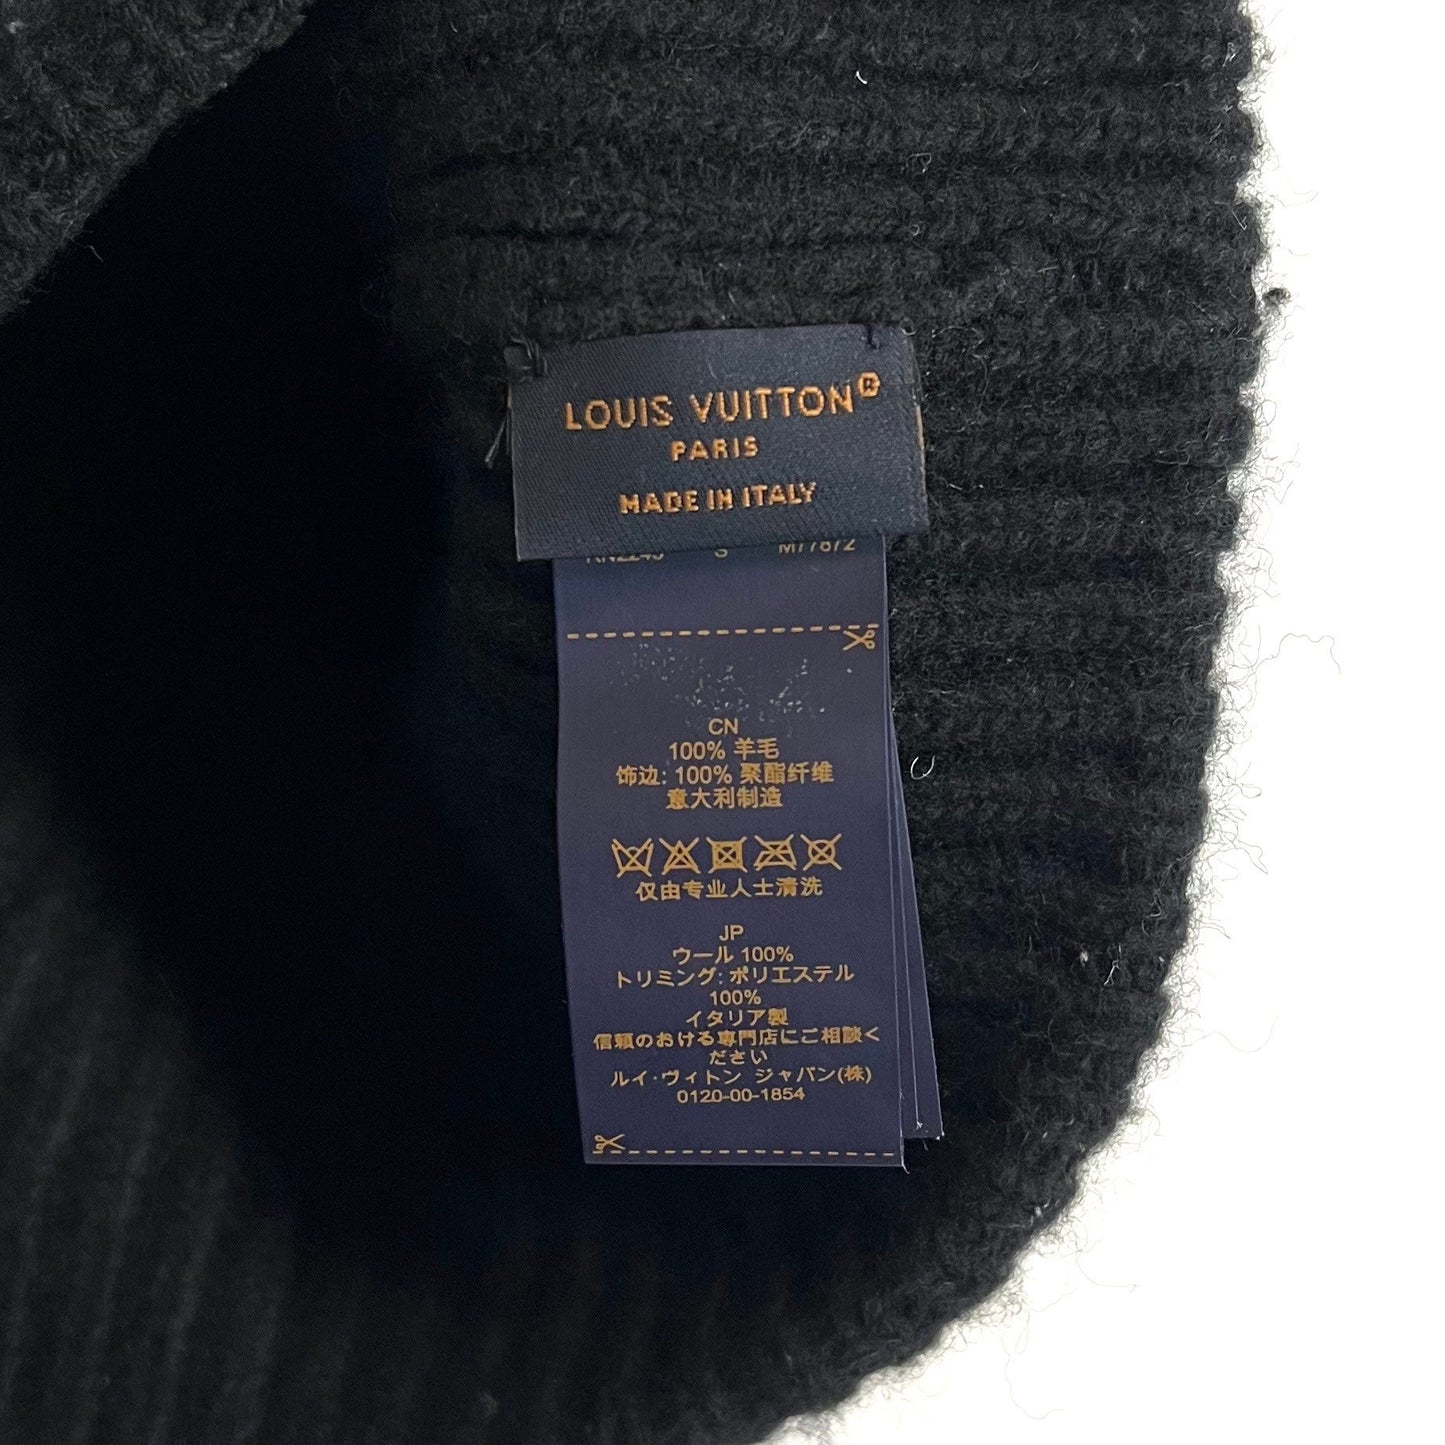 LOUIS VUITTON®
PARIS
MADE IN ITALY
S M77872
CN
100% 羊毛
饰边: 100% 聚酯纤维
意大利制造
仅由专业人士清洗
JP
ウール 100%
トリミング: ポリエステル
100%
イタリア製
信頼のおける専門店にご相談く
ださい
ルイ・ヴィトン ジャパン(株)
0120-00-1854